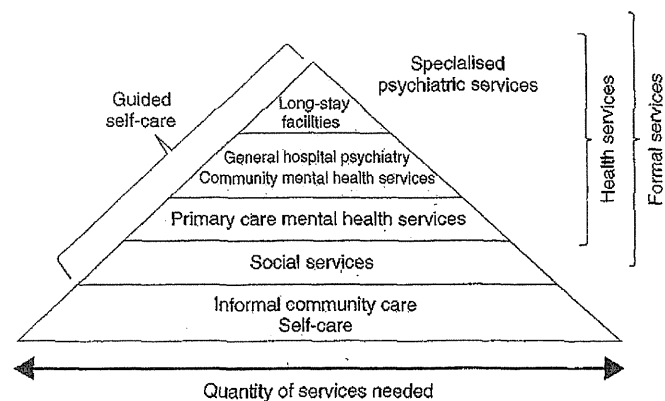 Specialised
psychiatric services
Guided
self-care
Long-stay
facilities
General hospital psychiatry
Community mental health services
Primary care mental health services
Social services
Informal community care
Self-care
Health services
Formal services
Quantity of services needed